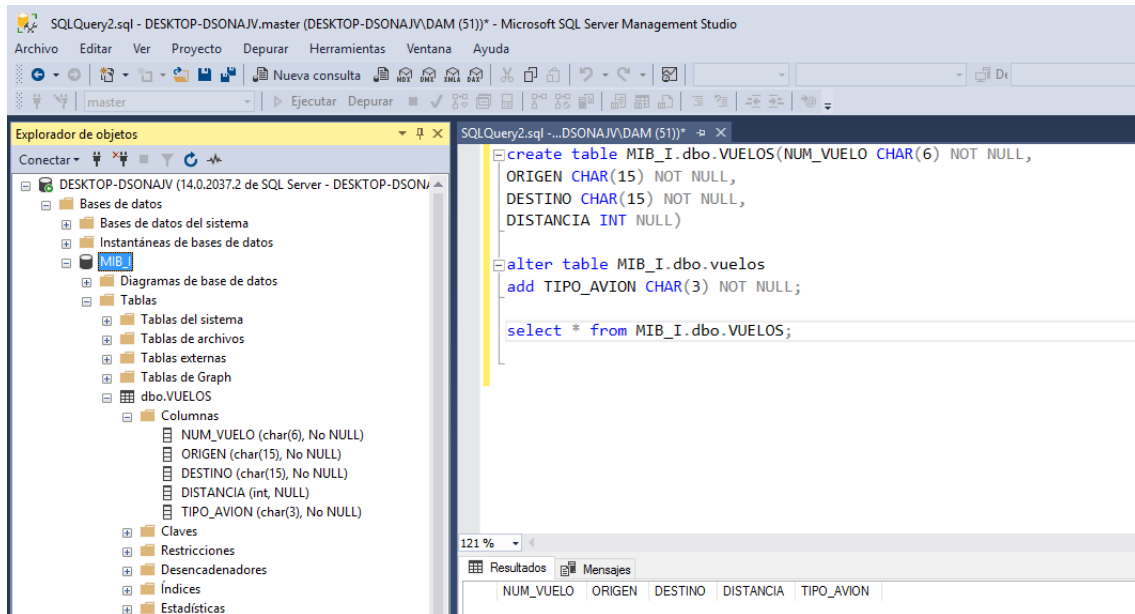 SQLQuery2.sql - DESKTOP-DSONAJV.master (DESKTOP-DSONAJV\DAM (51))* - Microsoft SQL Server Management Studio
Archivo Editar Ver Proyecto Depurar Herramientas Ventana Ayuda
Nueva consulta MDX DMX XMLA DAX
master Ejecutar Depurar
Explorador de objetos
Conectar
DESKTOP-DSONAJV (14.0.2037.2 de SQL Server - DESKTOP-DSONA
Bases de datos
Bases de datos del sistema
Instantáneas de bases de datos
MIB_I
Diagramas de base de datos
Tablas
Tablas del sistema
Tablas de archivos
Tablas externas
Tablas de Graph
dbo.VUELOS
Columnas
NUM_VUELO (char(6), No NULL)
ORIGEN (char(15), No NULL)
DESTINO (char(15), No NULL)
DISTANCIA (int, NULL)
TIPO_AVION (char(3), No NULL)
Claves
Restricciones
Desencadenadores
Índices
Estadísticas
SQLQuery2.sql -...DSONAJV\DAM (51))*
create table MIB_I.dbo.VUELOS(NUM_VUELO CHAR(6) NOT NULL,
ORIGEN CHAR(15) NOT NULL,
DESTINO CHAR(15) NOT NULL,
DISTANCIA INT NULL)
alter table MIB_I.dbo.vuelos
add TIPO_AVION CHAR(3) NOT NULL;
select * from MIB_I.dbo.VUELOS;
121 %
Resultados Mensajes
NUM_VUELO ORIGEN DESTINO DISTANCIA TIPO_AVION